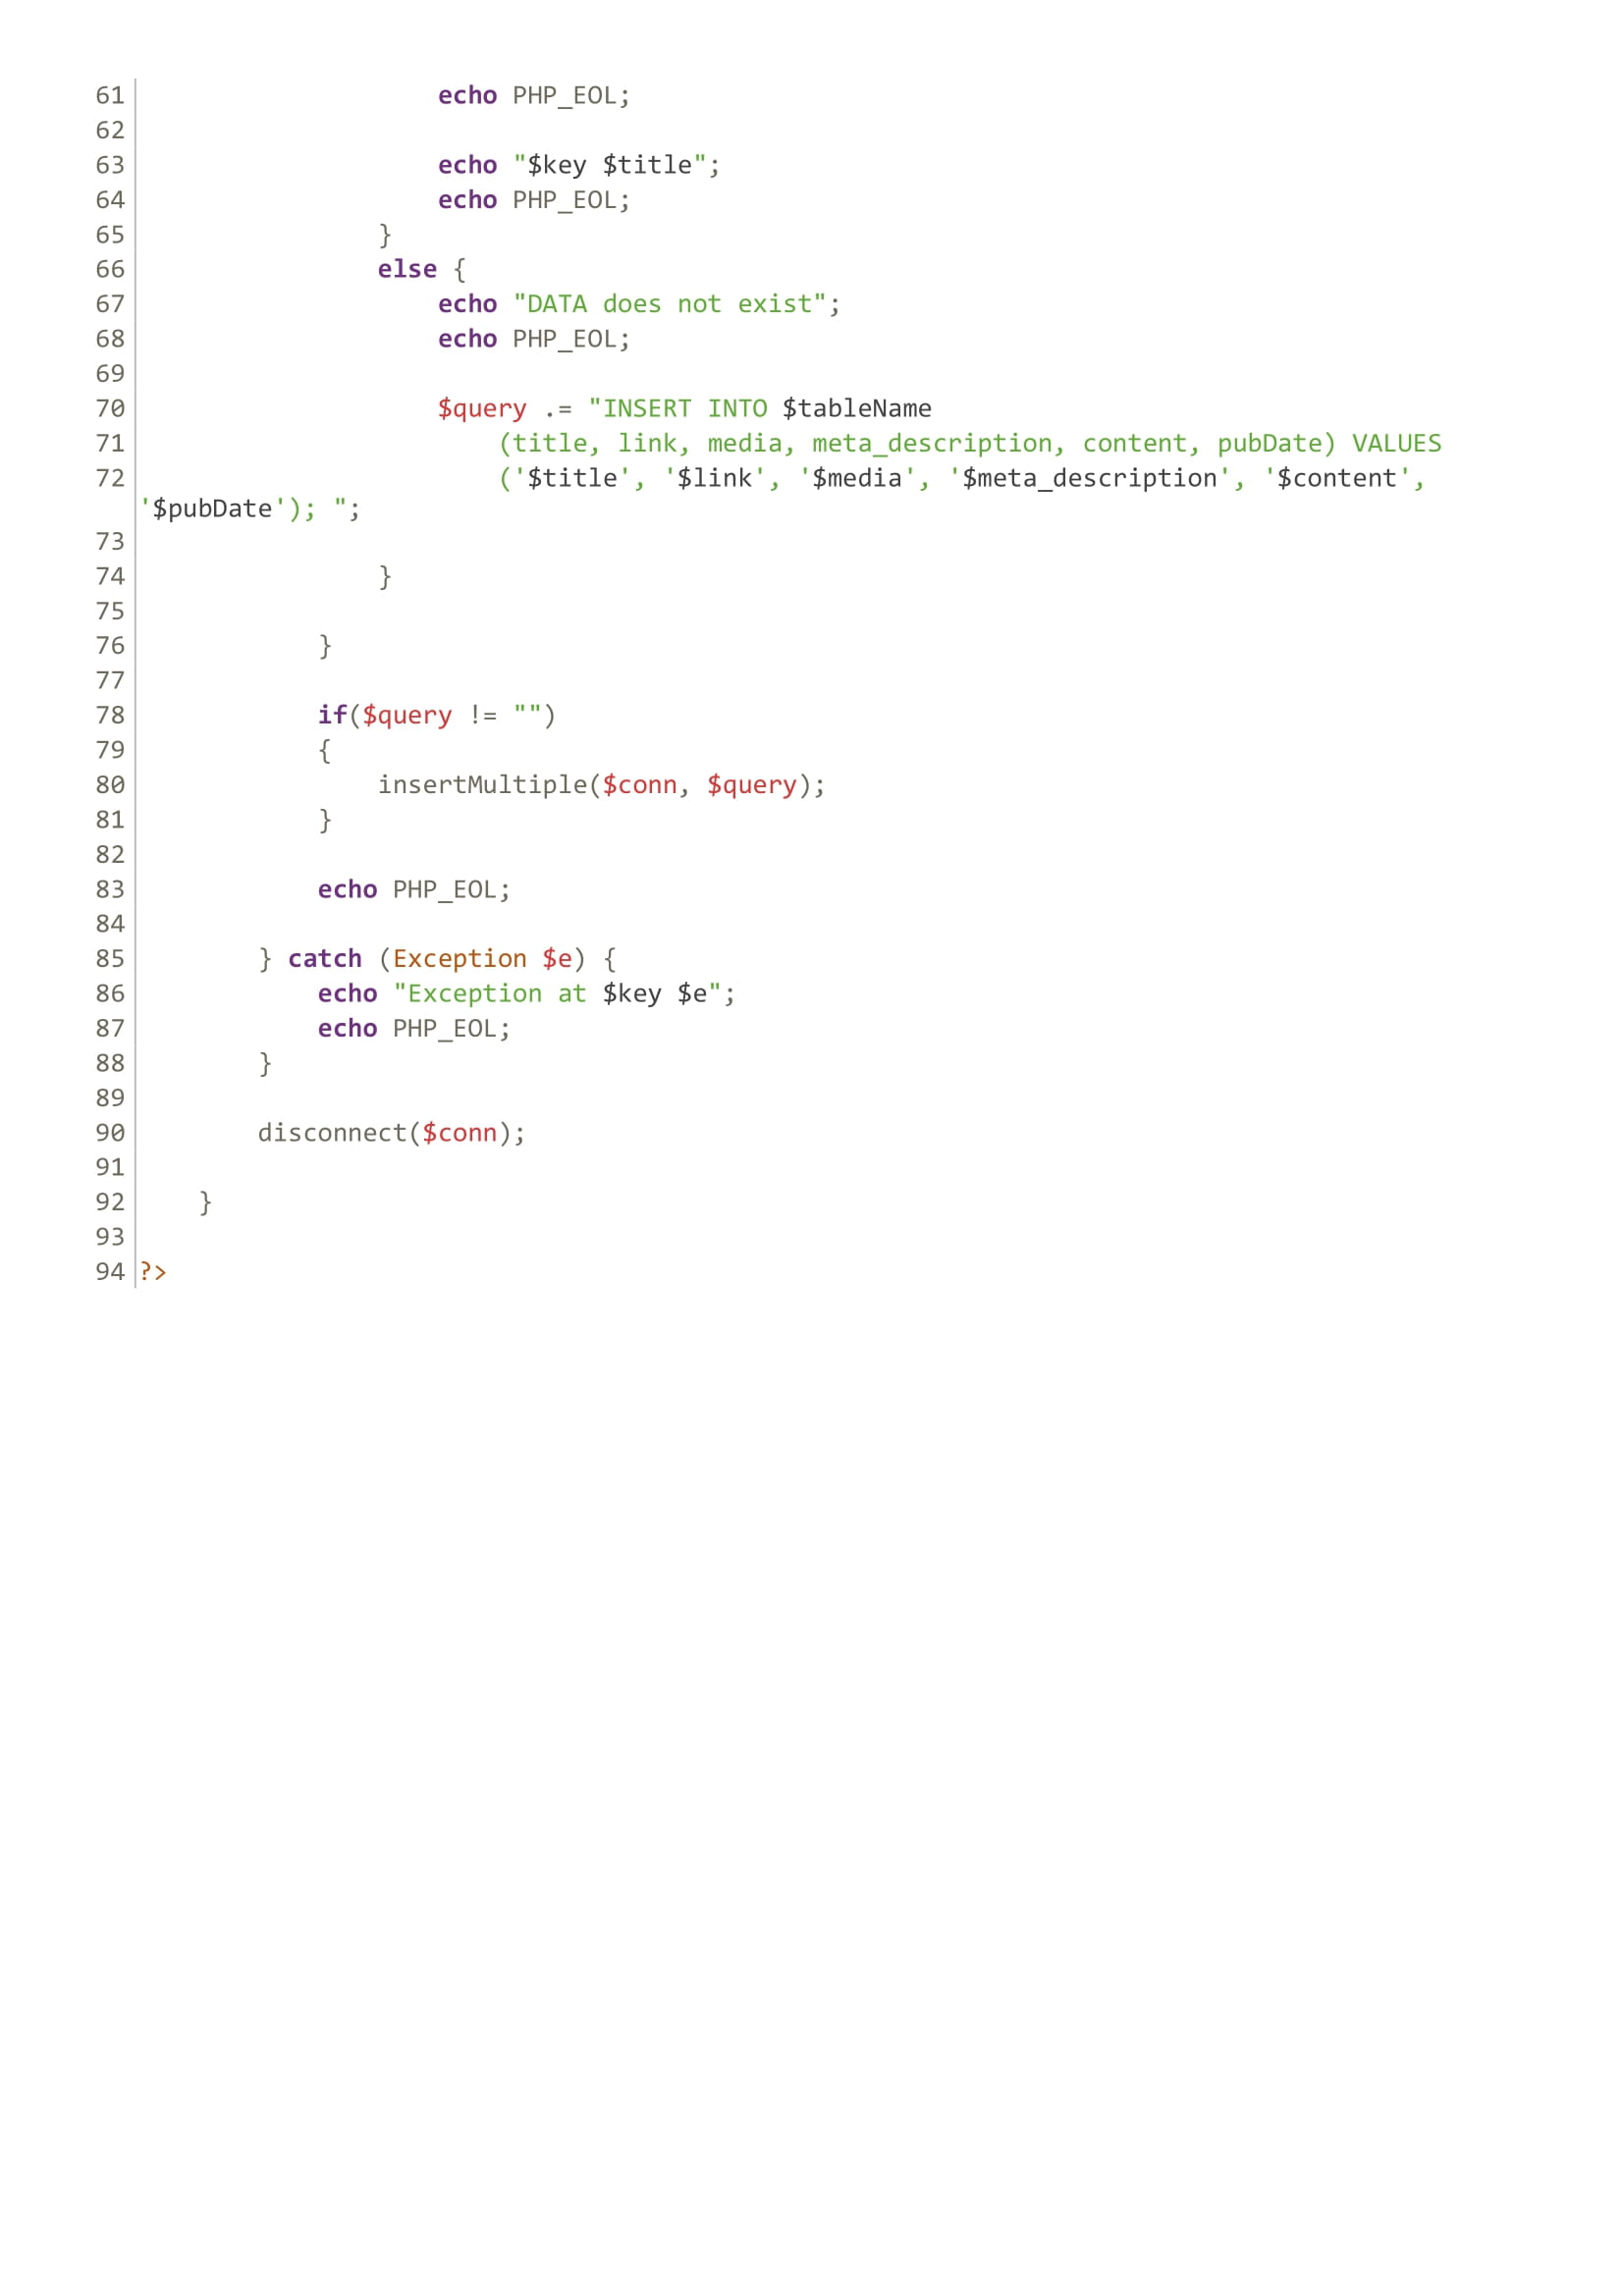 61                    echo PHP_EOL;
62
63                    echo "$key $title";
64                    echo PHP_EOL;
65                }
66                else {
67                    echo "DATA does not exist";
68                    echo PHP_EOL;
69
70                    $query .= "INSERT INTO $tableName
71                        (title, link, media, meta_description, content, pubDate) VALUES
72                        ('$title', '$link', '$media', '$meta_description', '$content',
'$pubDate'); ";
73
74                }
75
76            }
77
78            if($query != "")
79            {
80                insertMultiple($conn, $query);
81            }
82
83            echo PHP_EOL;
84
85        } catch (Exception $e) {
86            echo "Exception at $key $e";
87            echo PHP_EOL;
88        }
89
90        disconnect($conn);
91
92    }
93
94 ?>